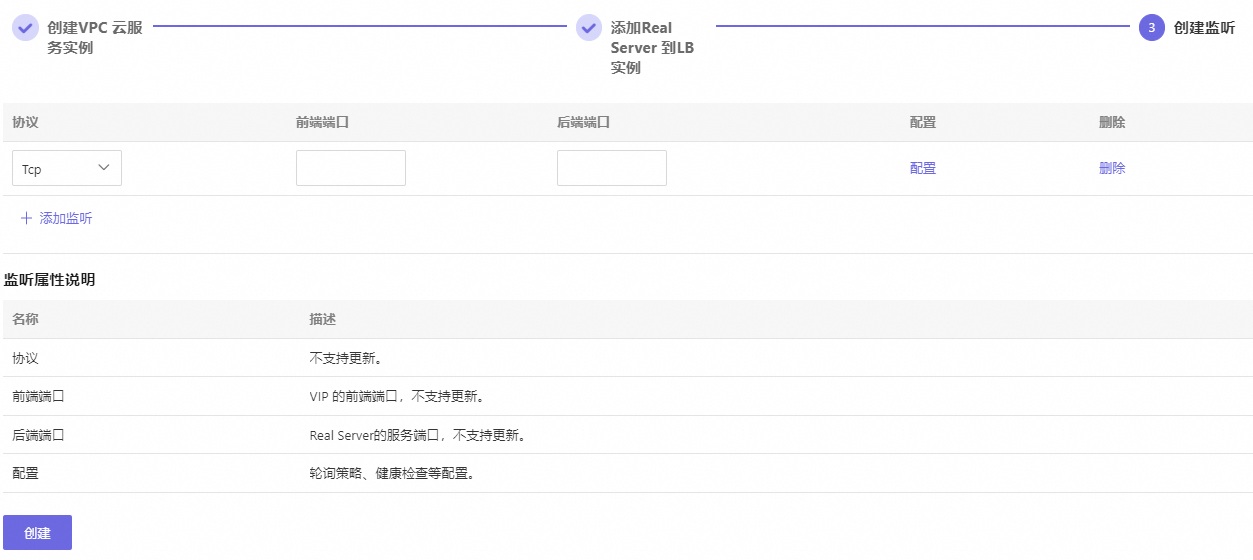 创建VPC 云服
务实例
添加Real
Server 到LB
实例
3 创建监听
协议 前端端口 后端端口 配置 删除
Tcp 配置 删除
+ 添加监听
监听属性说明
名称 描述
协议 不支持更新。
前端端口 VIP 的前端端口，不支持更新。
后端端口 Real Server的服务端口，不支持更新。
配置 轮询策略、健康检查等配置。
创建